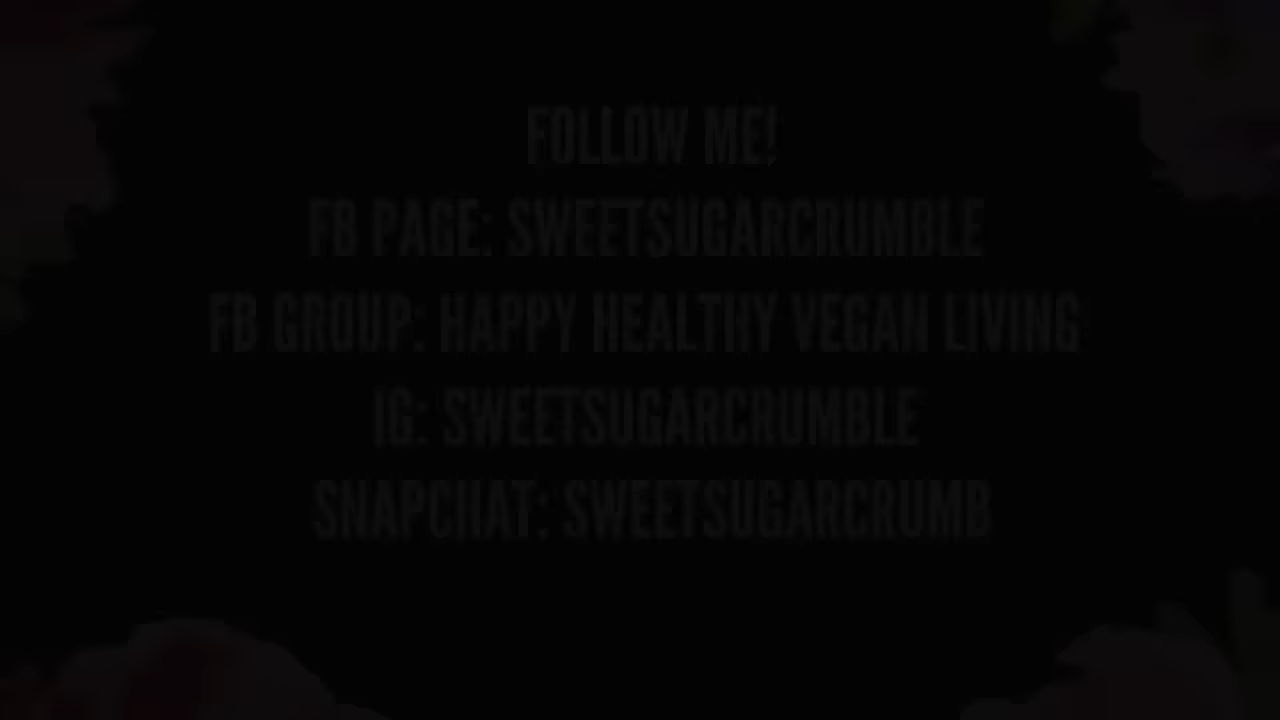 FOLLOW ME!
FB PAGE: SWEETSUGARCRUMBLE
FB GROUP: HAPPY HEALTHY VEGAN LIVING
IG: SWEETSUGARCRUMBLE
SNAPCHAT: SWEETSUGARCRUMB